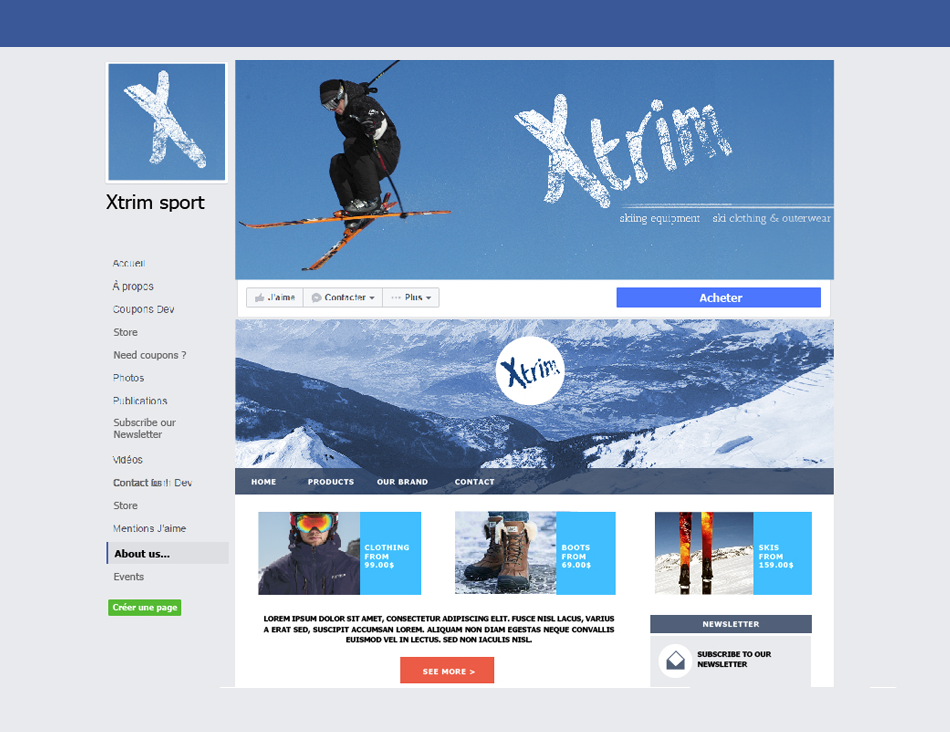 X
Xtrim sport
Accueil
À propos
Coupons Dev
Store
Need coupons ?
Photos
Publications
Subscribe our
Newsletter
Vidéos
Contact Dev
Store
Mentions J'aime
About us...
Events
Créer une page
Xtrim
skiing equipment ski clothing & outerwear
J'aime
Contacter
Plus
Acheter
Xtrim
HOME PRODUCTS OUR BRAND CONTACT
CLOTHING
FROM
99.00$
BOOTS
FROM
69.00$
SKIS
FROM
159.00$
LOREM IPSUM DOLOR SIT AMET, CONSECTETUR ADIPISCING ELIT. FUSCE NISL LACUS, VARIUS
A ERAT SED, SUSCIPIT ACCUMSAN LOREM. ALIQUAM NON DIAM EGESTAS NEQUE CONVALLIS
EUISMOD VEL IN LECTUS. SED NON IACULIS NISL.
SEE MORE >
NEWSLETTER
SUBSCRIBE TO OUR
NEWSLETTER